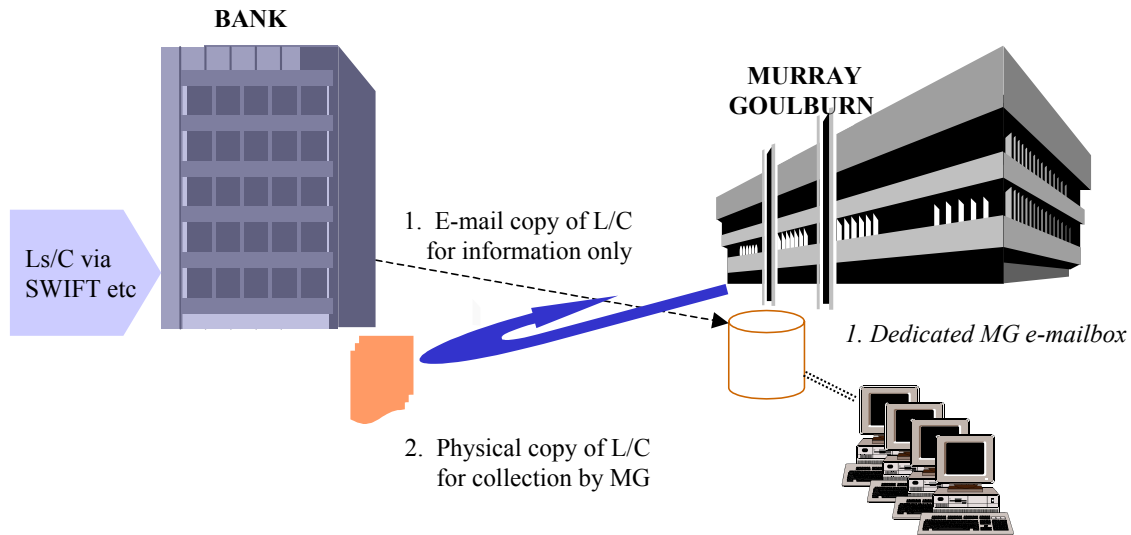 BANK
MURRAY
GOULBURN
Ls/C via
SWIFT etc
1. E-mail copy of L/C
for information only
1. Dedicated MG e-mailbox
2. Physical copy of L/C
for collection by MG